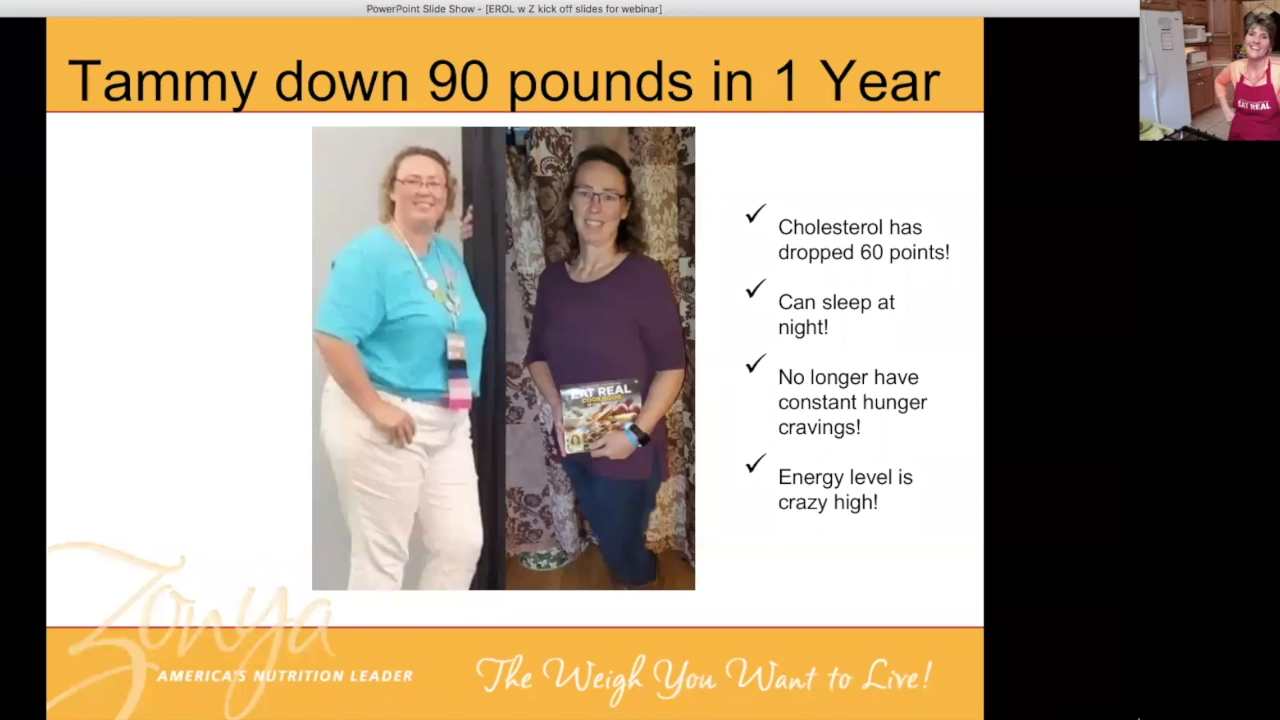 PowerPoint Slide Show - [EROL w Z kick off slides for webinar]
Tammy down 90 pounds in 1 Year
EAT REAL
EAT REAL
COOKBOOK
✓ Cholesterol has
dropped 60 points!
✓ Can sleep at
night!
✓ No longer have
constant hunger
cravings!
✓ Energy level is
crazy high!
Zonya
AMERICA'S NUTRITION LEADER
The Weigh You Want to Live!